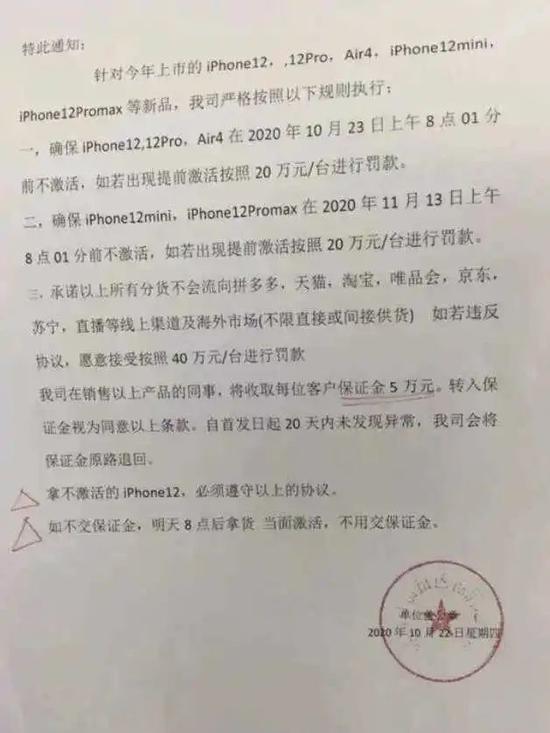 特此通知：
针对今年上市的 iPhone12，,12Pro，Air4，iPhone12mini，
iPhone12Promax 等新品，我司严格按照以下规则执行；
一，确保 iPhone12,12Pro，Air4 在 2020 年 10 月 23 日上午 8 点 01 分
前不激活，如若出现提前激活按照 20 万元/台进行罚款。
二，确保 iPhone12mini，iPhone12Promax 在 2020 年 11 月 13 日上午
8 点 01 分前不激活，如若出现提前激活按照 20 万元/台进行罚款。
三，承诺以上所有分货不会流向拼多多，天猫，淘宝，唯品会，京东，
苏宁，直播等线上渠道及海外市场(不限直接或间接供货) 如若违反
协议，愿意接受按照 40 万元/台进行罚款
我司在销售以上产品的同事，将收取每位客户保证金 5 万元。转入保
证金视为同意以上条款。自首发日起 20 天内未发现异常，我司会将
保证金原路退回。
拿不激活的 iPhone12，必须遵守以上的协议。
如不交保证金，明天 8 点后拿货 当面激活，不用交保证金。
单位
2020 年 10 月 22 日星期四